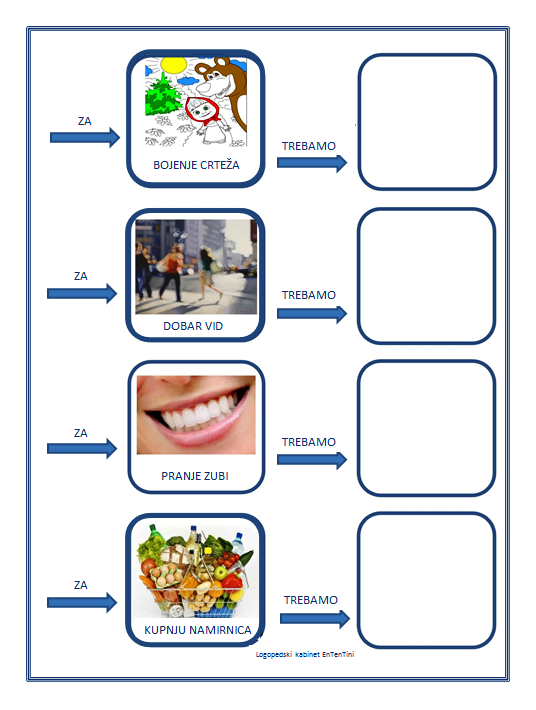 ZA
BOJENJE CRTEŽA
TREBAMO
ZA
DOBAR VID
TREBAMO
ZA
PRANJE ZUBI
TREBAMO
ZA
KUPNJU NAMIRNICA
TREBAMO
Logopedski kabinet EnTenTini